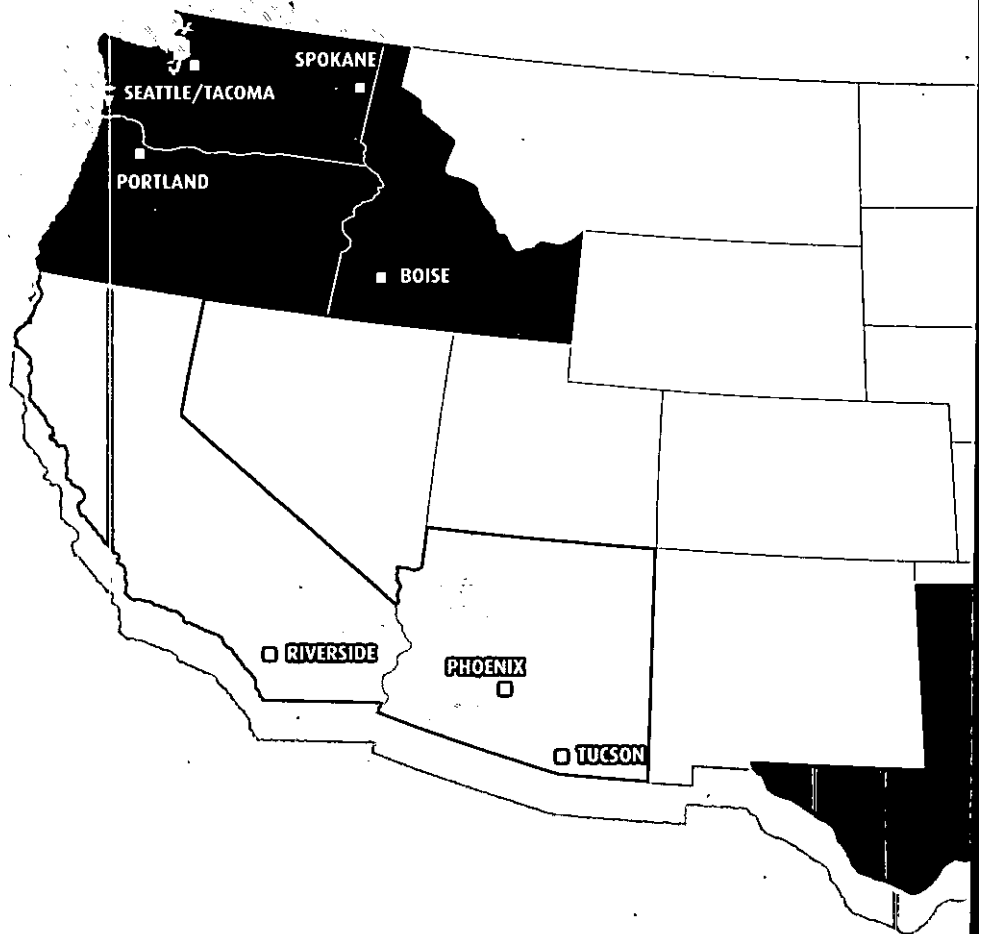 SPOKANE
SEATTLE/TACOMA
PORTLAND
BOISE
RIVERSIDE
PHOENIX
TUCSON